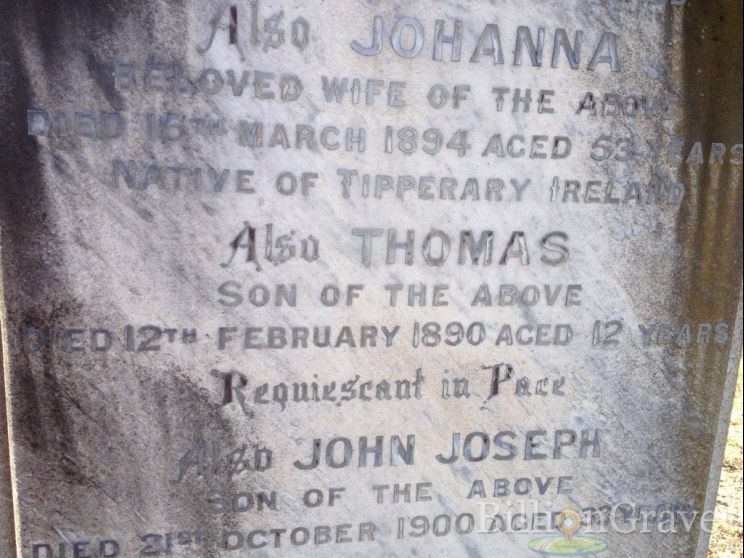 Also JOHANNA
BELOVED WIFE OF THE ABOVE
DIED 15TH MARCH 1894 AGED 53 YEARS
NATIVE OF TIPPERARY IRELAND
Also THOMAS
SON OF THE ABOVE
DIED 12TH FEBRUARY 1890 AGED 12 YEARS
Requiescant in Pace
Also JOHN JOSEPH
SON OF THE ABOVE
DIED 21ST OCTOBER 1900 AGED
BillionGraves